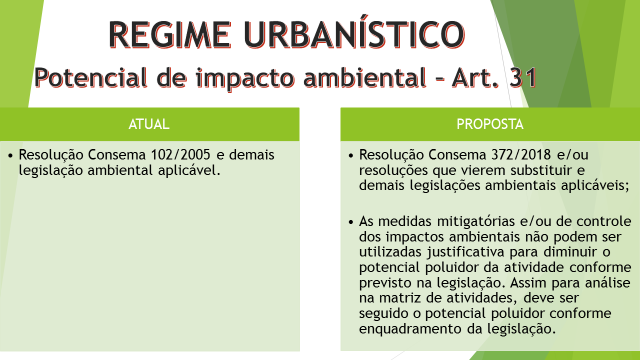 REGIME URBANÍSTICO
Potencial de impacto ambiental – Art. 31
ATUAL
• Resolução Consema 102/2005 e demais
legislação ambiental aplicável.
PROPOSTA
• Resolução Consema 372/2018 e/ou
resoluções que vierem substituir e
demais legislações ambientais aplicáveis;
• As medidas mitigatórias e/ou de controle
dos impactos ambientais não podem ser
utilizadas justificativa para diminuir o
potencial poluidor da atividade conforme
previsto na legislação. Assim para análise
na matriz de atividades, deve ser
seguido o potencial poluidor conforme
enquadramento da legislação.